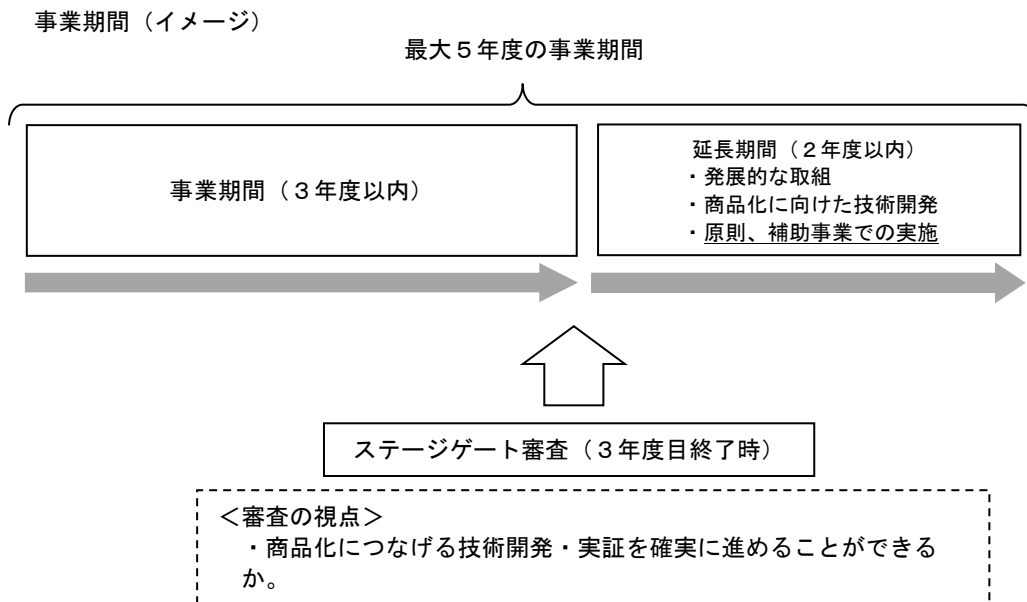 事業期間（イメージ）
最大５年度の事業期間
事業期間（３年度以内）
延長期間（２年度以内）
・発展的な取組
・商品化に向けた技術開発
・原則、補助事業での実施
ステージゲート審査（３年度目終了時）
＜審査の視点＞
・商品化につなげる技術開発・実証を確実に進めることができる
か。